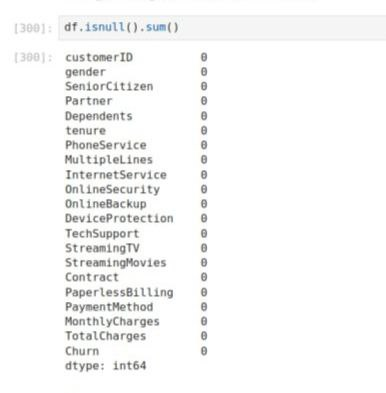 [300]: df.isnull().sum()
[300]: customerID 0
gender 0
SeniorCitizen 0
Partner 0
Dependents 0
tenure 0
PhoneService 0
MultipleLines 0
InternetService 0
OnlineSecurity 0
OnlineBackup 0
DeviceProtection 0
TechSupport 0
StreamingTV 0
StreamingMovies 0
Contract 0
PaperlessBilling 0
PaymentMethod 0
MonthlyCharges 0
TotalCharges 0
Churn 0
dtype: int64